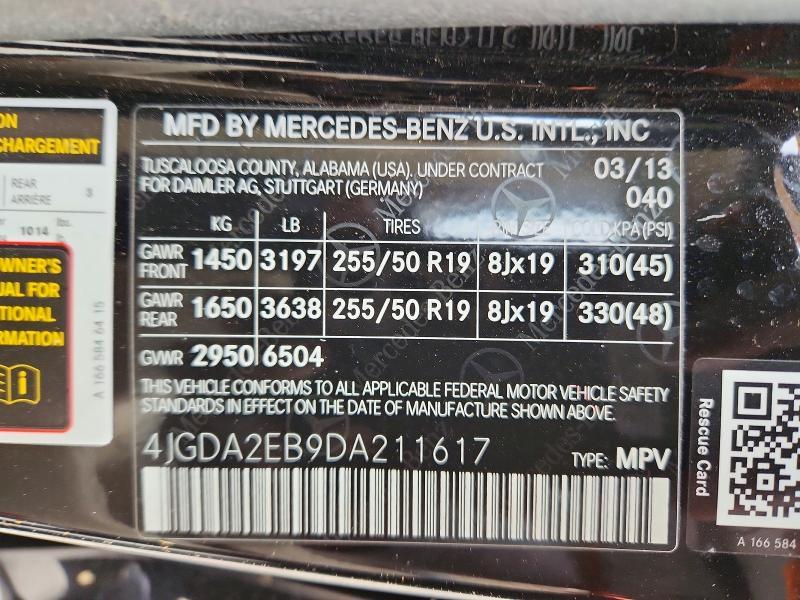 ON
CHARGEMENT
REAR
ARRIÈRE 3
1014 lbs.
WNER'S
UAL FOR
TIONAL
ORMATION
A 166 584 64 15
MFD BY MERCEDES-BENZ U.S. INTL., INC
TUSCALOOSA COUNTY, ALABAMA (USA). UNDER CONTRACT 03/13
FOR DAIMLER AG, STUTTGART (GERMANY) 040
KG LB TIRES COLD KPA (PSI)
GAWR FRONT 1450 3197 255/50 R19 8Jx19 310(45)
GAWR REAR 1650 3638 255/50 R19 8Jx19 330(48)
GVWR 2950 6504
THIS VEHICLE CONFORMS TO ALL APPLICABLE FEDERAL MOTOR VEHICLE SAFETY
STANDARDS IN EFFECT ON THE DATE OF MANUFACTURE SHOWN ABOVE.
4JGDA2EB9DA211617 TYPE: MPV
Rescue Card
A 166 584